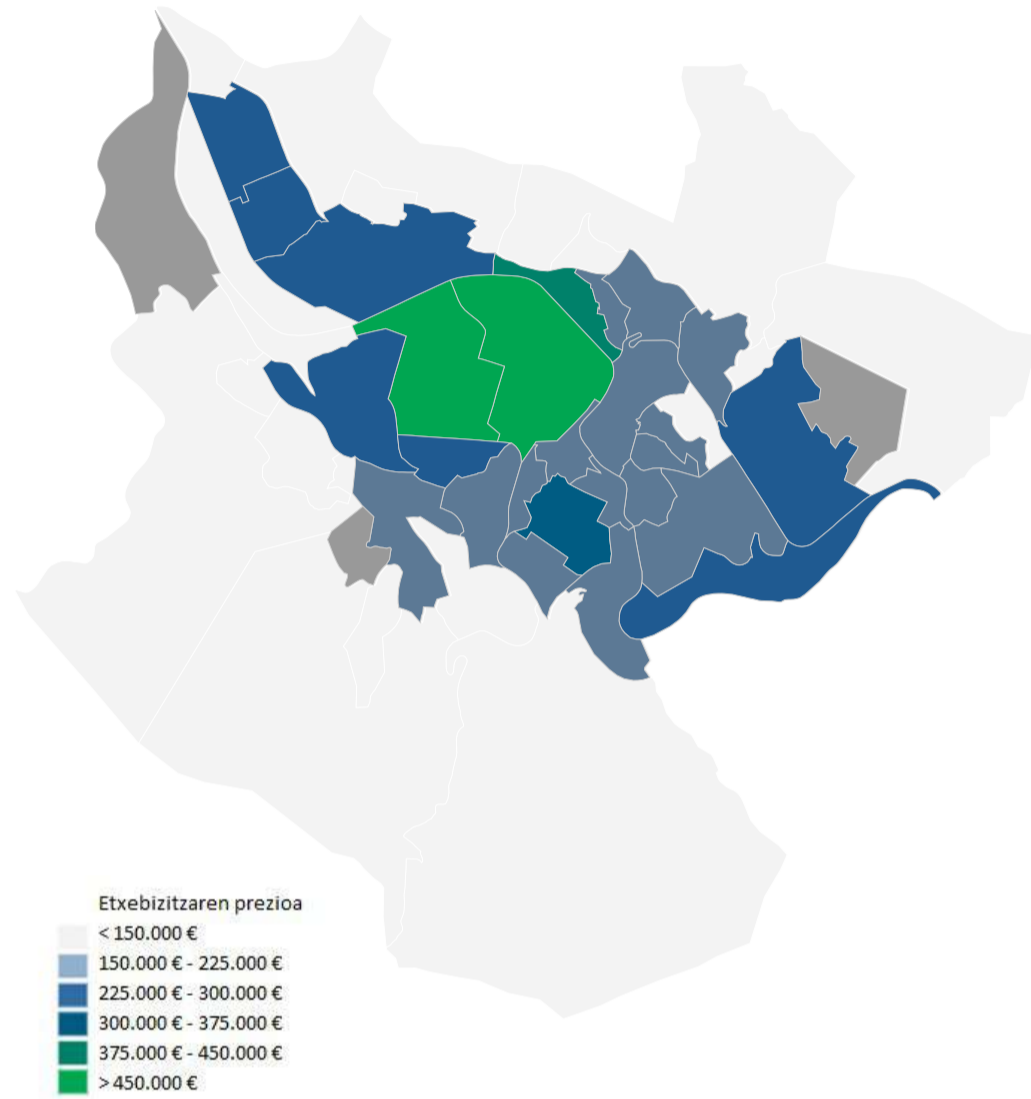 Etxebizitzaren prezioa
< 150.000 €
150.000 € - 225.000 €
225.000 € - 300.000 €
300.000 € - 375.000 €
375.000 € - 450.000 €
> 450.000 €